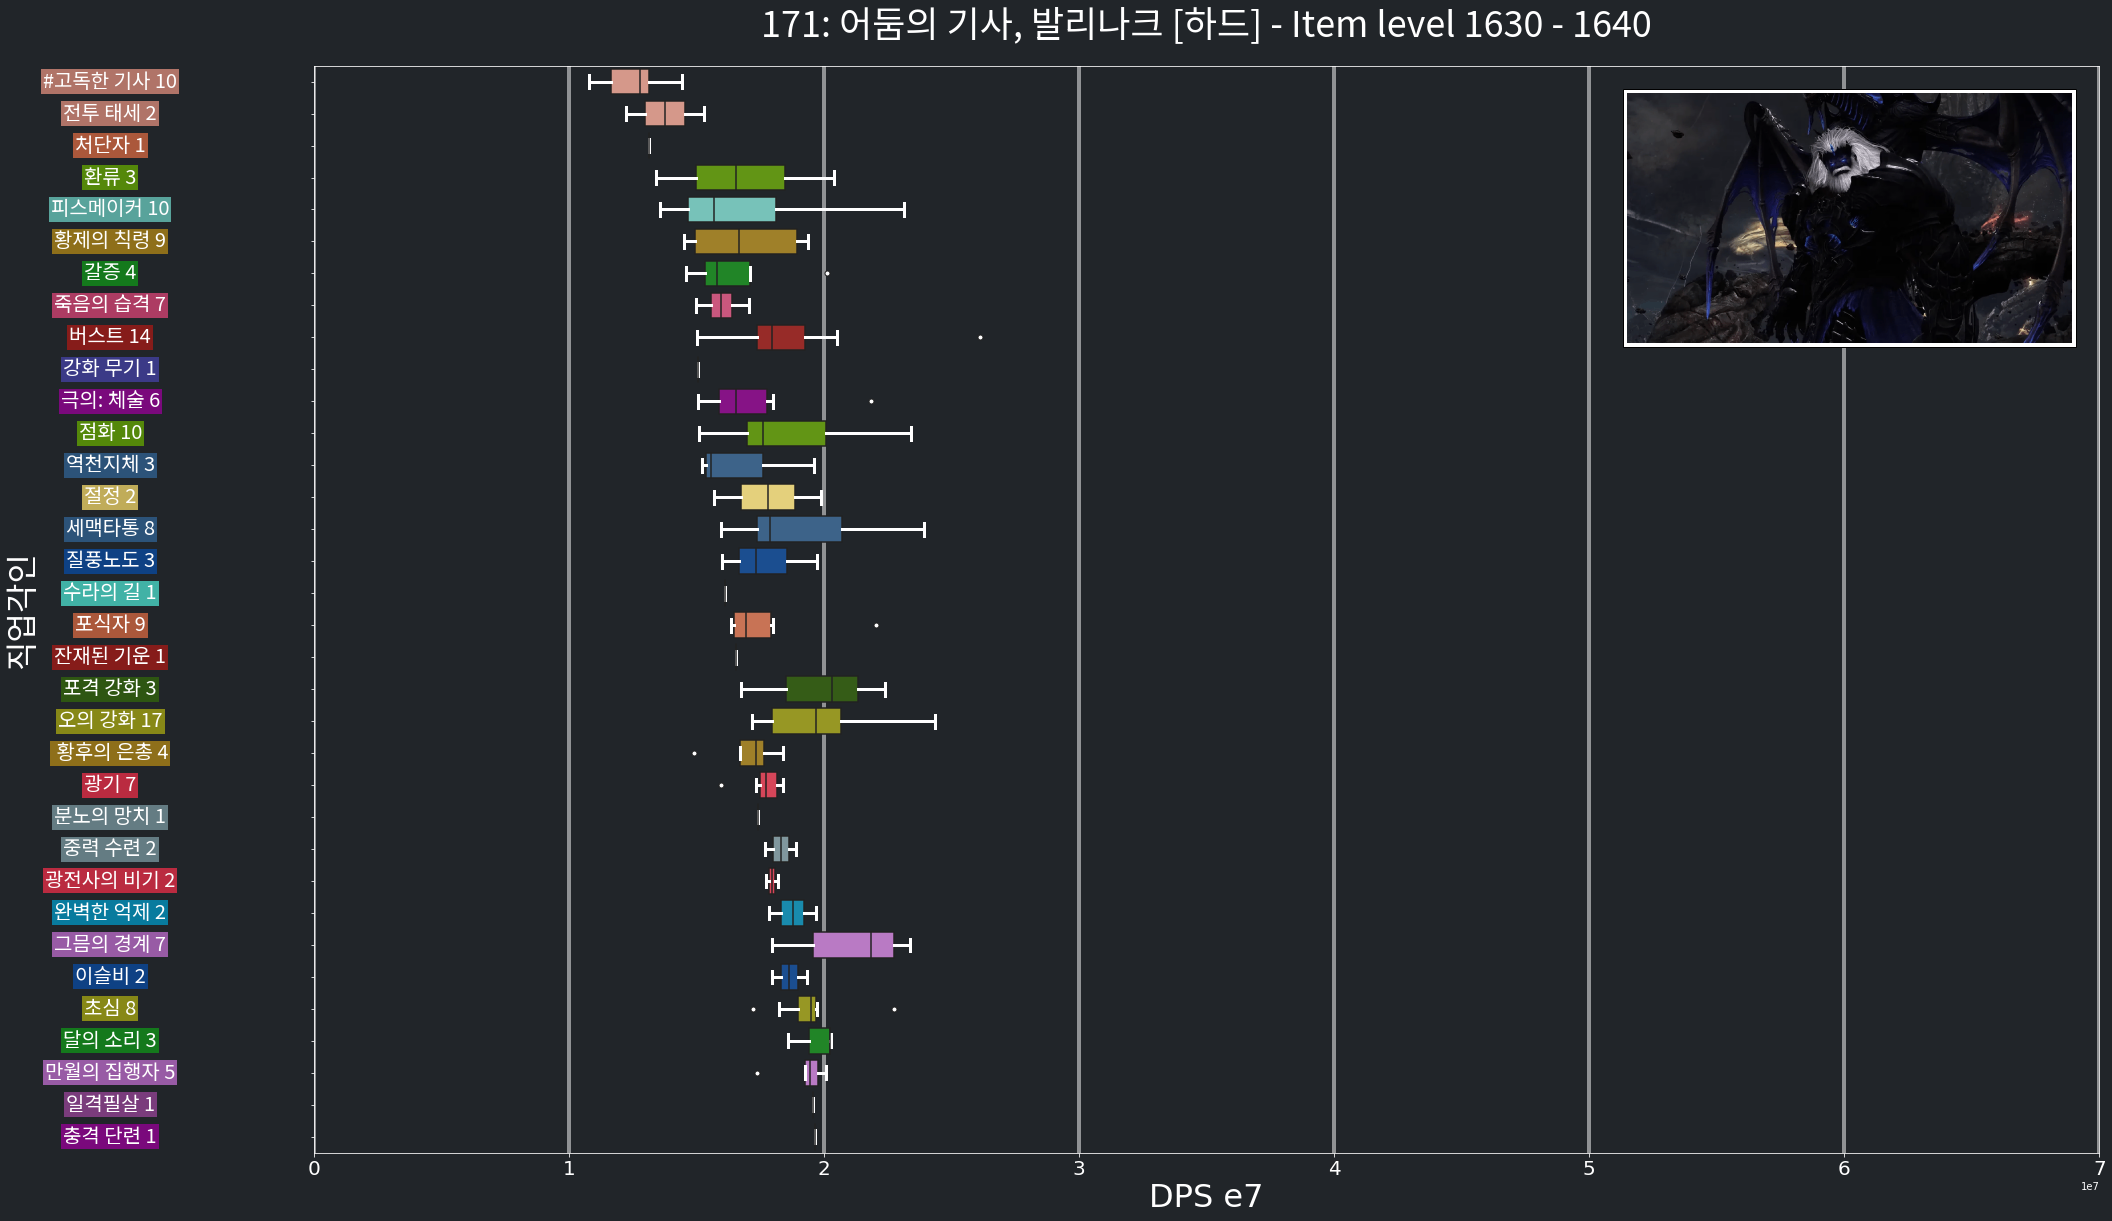 171: 어둠의 기사, 발리나크 [하드] - Item level 1630 - 1640
#고독한 기사 10
전투 태세 2
처단자 1
환류 3
피스메이커 10
황제의 칙령 9
갈증 4
죽음의 습격 7
버스트 14
강화 무기 1
극의: 체술 6
점화 10
역천지체 3
절정 2
세맥타통 8
질풍노도 3
수라의 길 1
포식자 9
잔재된 기운 1
포격 강화 3
오의 강화 17
황후의 은총 4
광기 7
분노의 망치 1
중력 수련 2
광전사의 비기 2
완벽한 억제 2
그믐의 경계 7
이슬비 2
초심 8
달의 소리 3
만월의 집행자 5
일격필살 1
충격 단련 1
직업각인
0 1 2 3 4 5 6 7
1e7
DPS e7